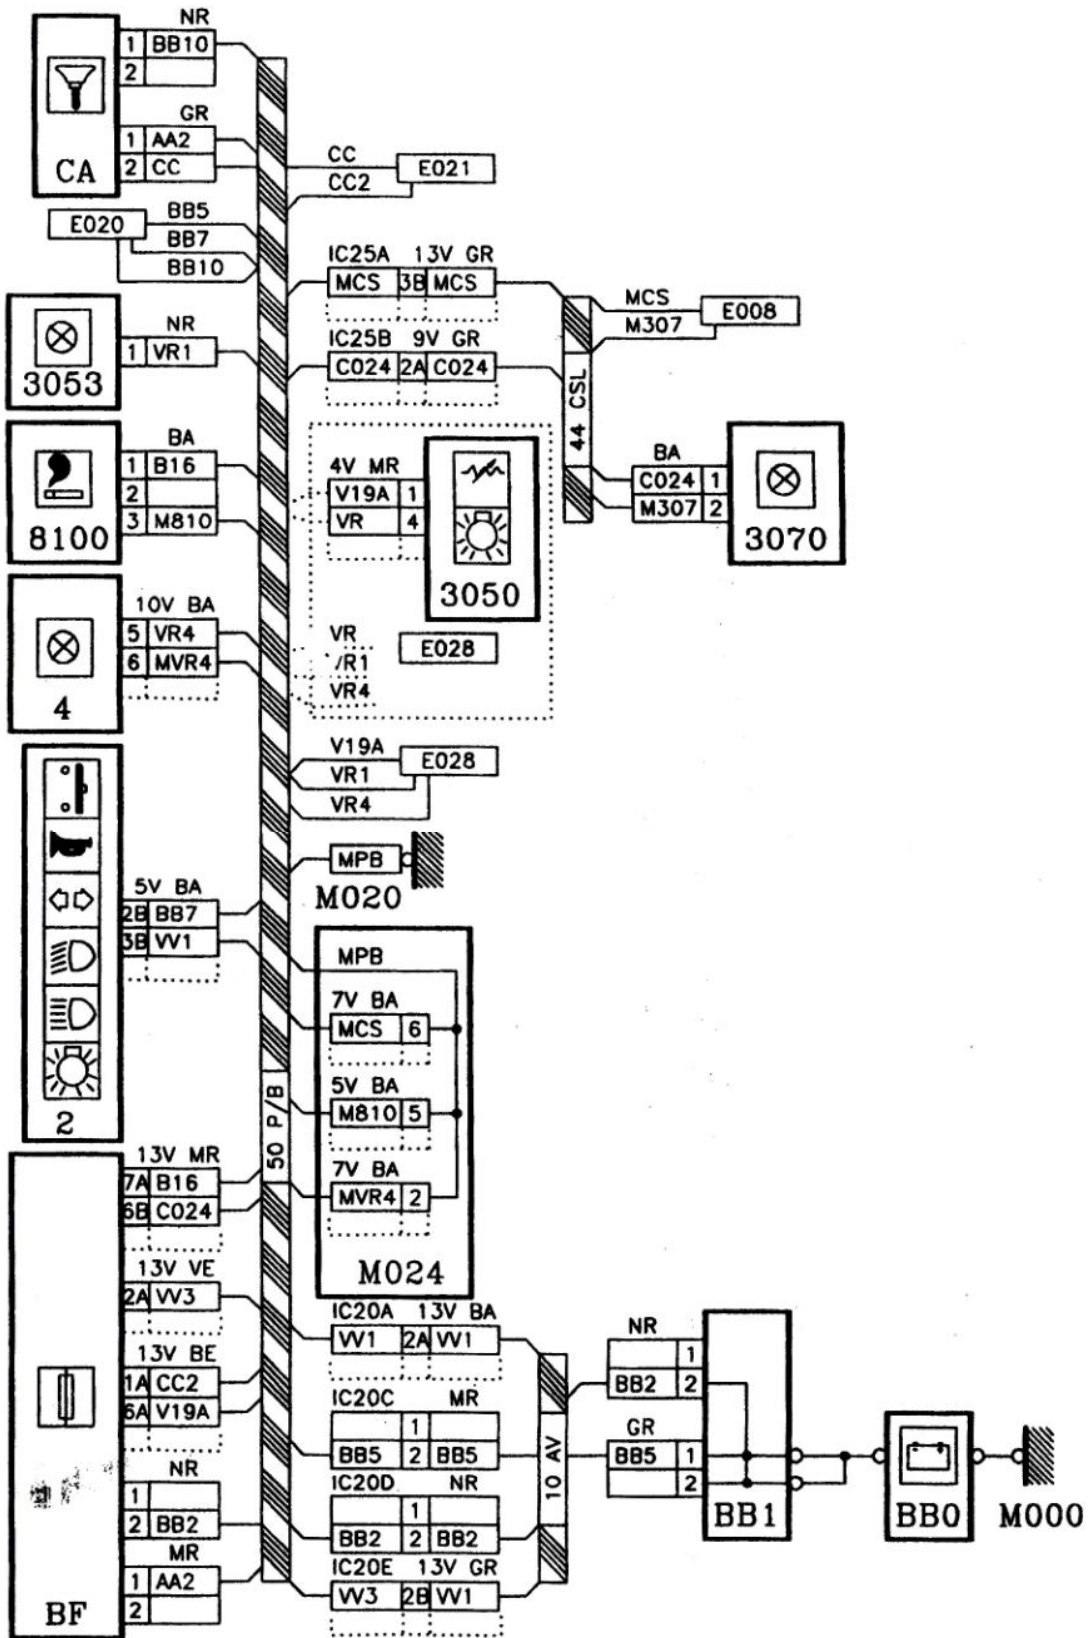 NR
1 BB10
2
GR
1 AA2
2 CC
CA
CC
E021
CC2
BB5
E020
BB7
BB10
IC25A 13V GR
MCS 3B MCS
MCS
E008
M307
IC25B 9V GR
C024 2A C024
44 CSL
NR
1 VR1
3053
BA
1 B16
2
3 M810
8100
4V MR
V19A 1
VR 4
3050
BA
C024 1
M307 2
3070
10V BA
5 VR4
6 MVR4
4
VR
E028
VR1
VR4
V19A
E028
VR1
VR4
MPB
M020
5V BA
2B BB7
3B VV1
2
MPB
7V BA
MCS 6
5V BA
M810 5
7V BA
MVR4 2
M024
50 P/B
13V MR
7A B16
6B C024
13V VE
2A VV3
13V BE
1A CC2
6A V19A
NR
1
2 BB2
MR
1 AA2
2
BF
IC20A 13V BA
VV1 2A VV1
IC20C MR
1
BB5 2 BB5
IC20D NR
1
BB2 2 BB2
IC20E 13V GR
VV3 2B VV1
10 AV
NR
1
BB2 2
GR
BB5 1
2
BB1
BB0
M000